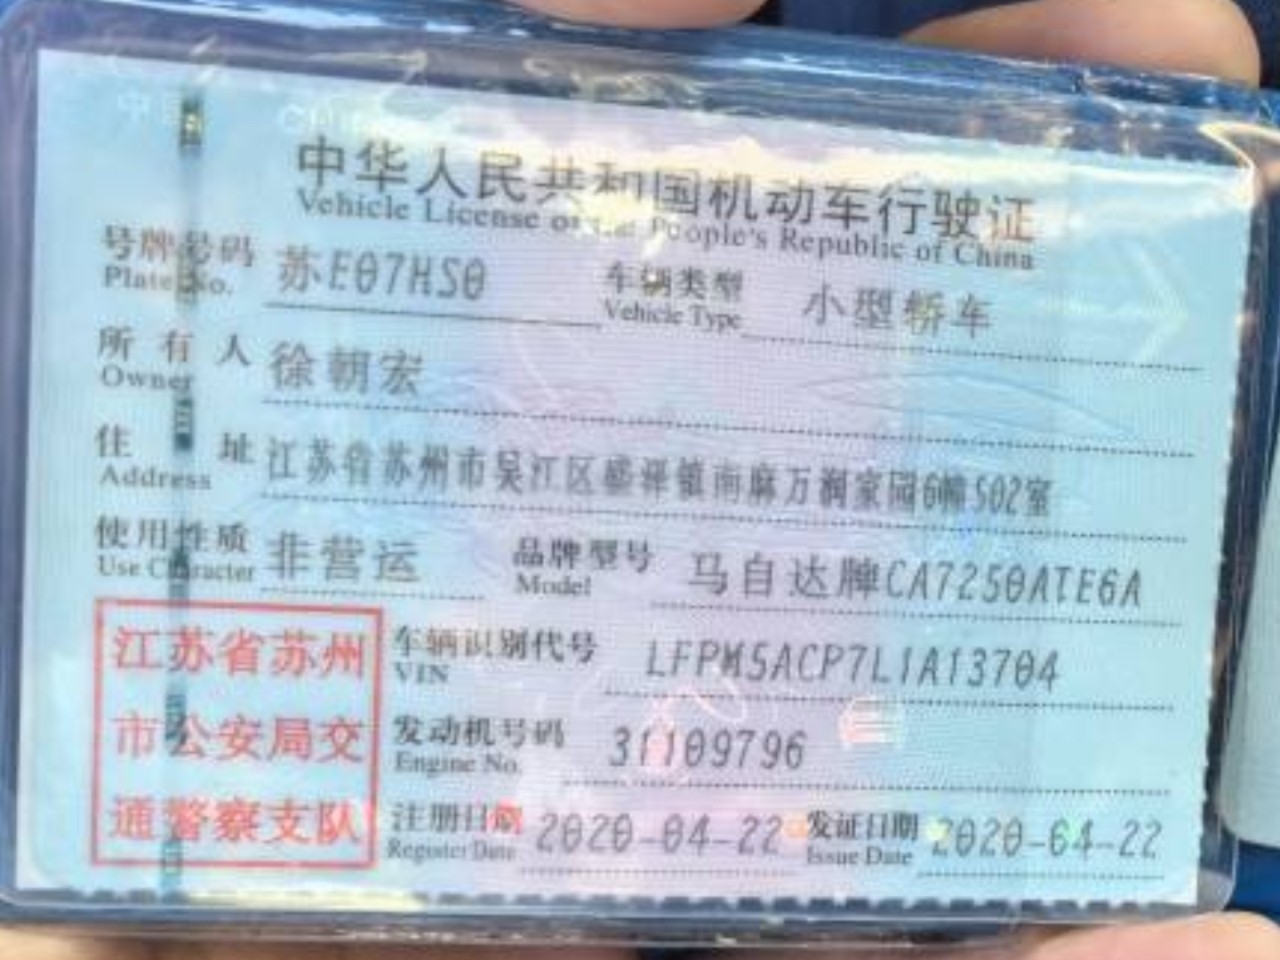 中华人民共和国机动车行驶证
Vehicle License of the People's Republic of China
号牌号码 苏E07HS0 车辆类型 小型轿车
Plate No. Vehicle Type
所有人 徐朝宏
Owner
住址 江苏省苏州市吴江区盛泽镇南麻万润家园6幢502室
Address
使用性质 非营运 品牌型号 马自达牌CA7250ATE6A
Use Character Model
江苏省苏州
市公安局交
通警察支队
车辆识别代号 LFPM5ACP7L1A13704
VIN
发动机号码 31109796
Engine No.
注册日期 2020-04-22 发证日期 2020-04-22
Register Date Issue Date